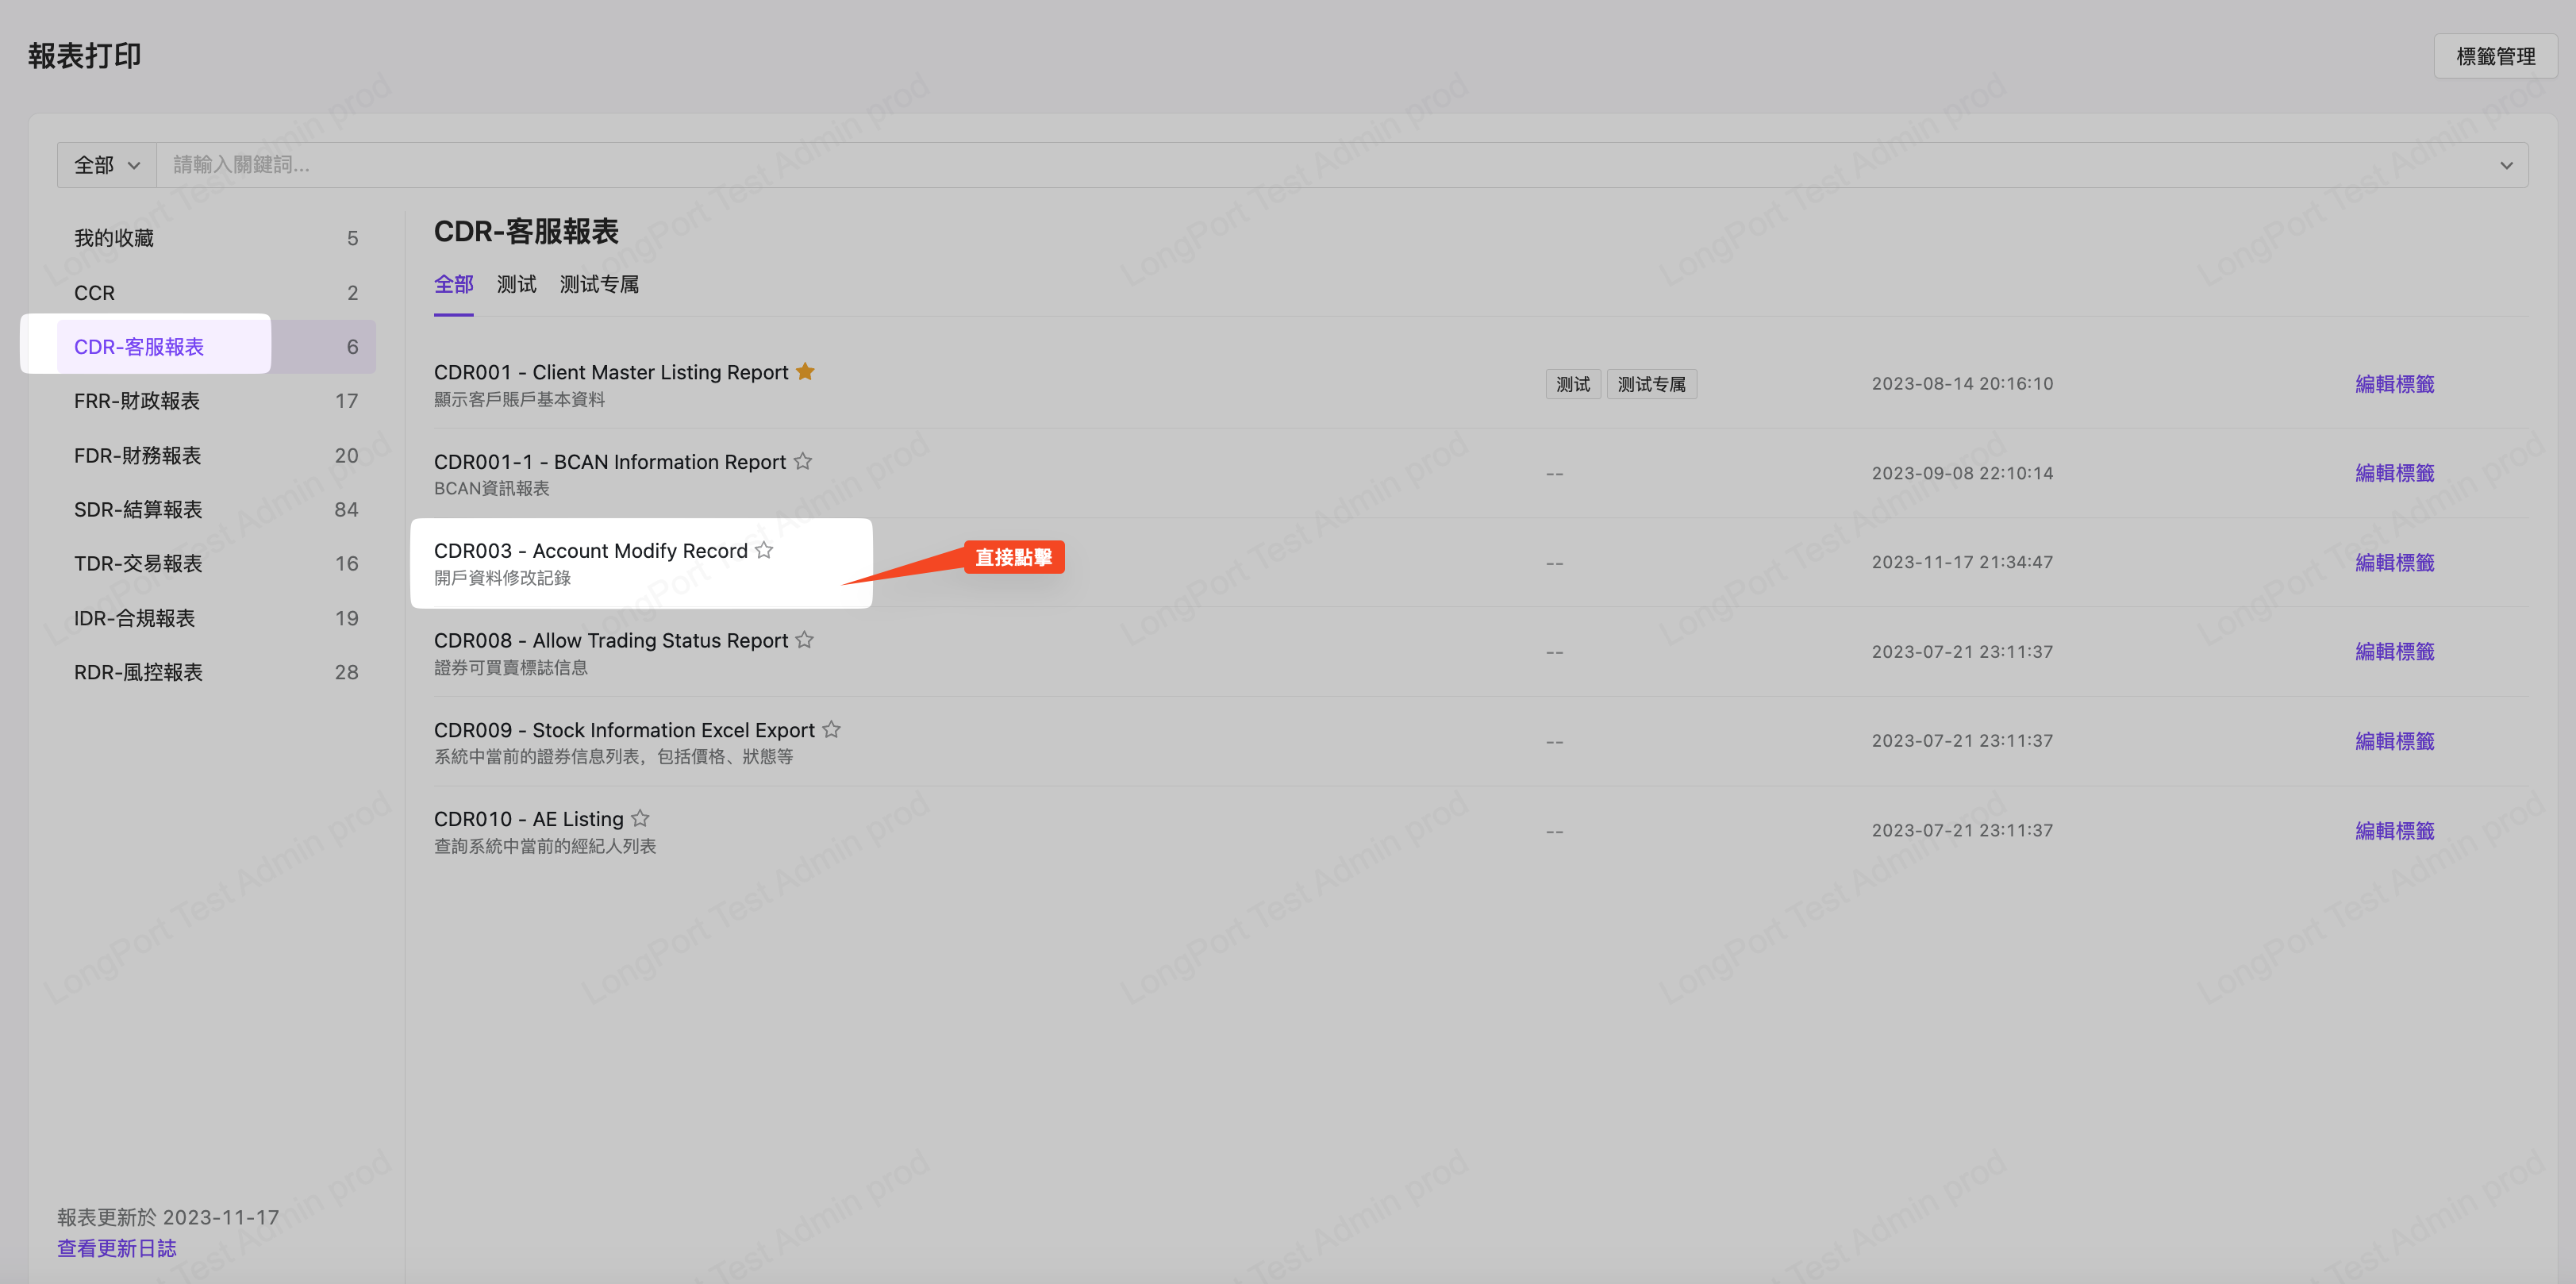 報表打印
標籤管理
全部
請輸入關鍵詞...
我的收藏 5
CCR 2
CDR-客服報表 6
FRR-財政報表 17
FDR-財務報表 20
SDR-結算報表 84
TDR-交易報表 16
IDR-合規報表 19
RDR-風控報表 28
報表更新於 2023-11-17
查看更新日誌
CDR-客服報表
全部 测试 测试专属
CDR001 - Client Master Listing Report
顯示客戶賬戶基本資料
测试 测试专属
2023-08-14 20:16:10
編輯標籤
CDR001-1 - BCAN Information Report
BCAN資訊報表
--
2023-09-08 22:10:14
編輯標籤
CDR003 - Account Modify Record
開戶資料修改記錄
直接點擊
--
2023-11-17 21:34:47
編輯標籤
CDR008 - Allow Trading Status Report
證券可買賣標誌信息
--
2023-07-21 23:11:37
編輯標籤
CDR009 - Stock Information Excel Export
系統中當前的證券信息列表，包括價格、狀態等
--
2023-07-21 23:11:37
編輯標籤
CDR010 - AE Listing
查詢系統中當前的經紀人列表
--
2023-07-21 23:11:37
編輯標籤
LongPort Test Admin prod